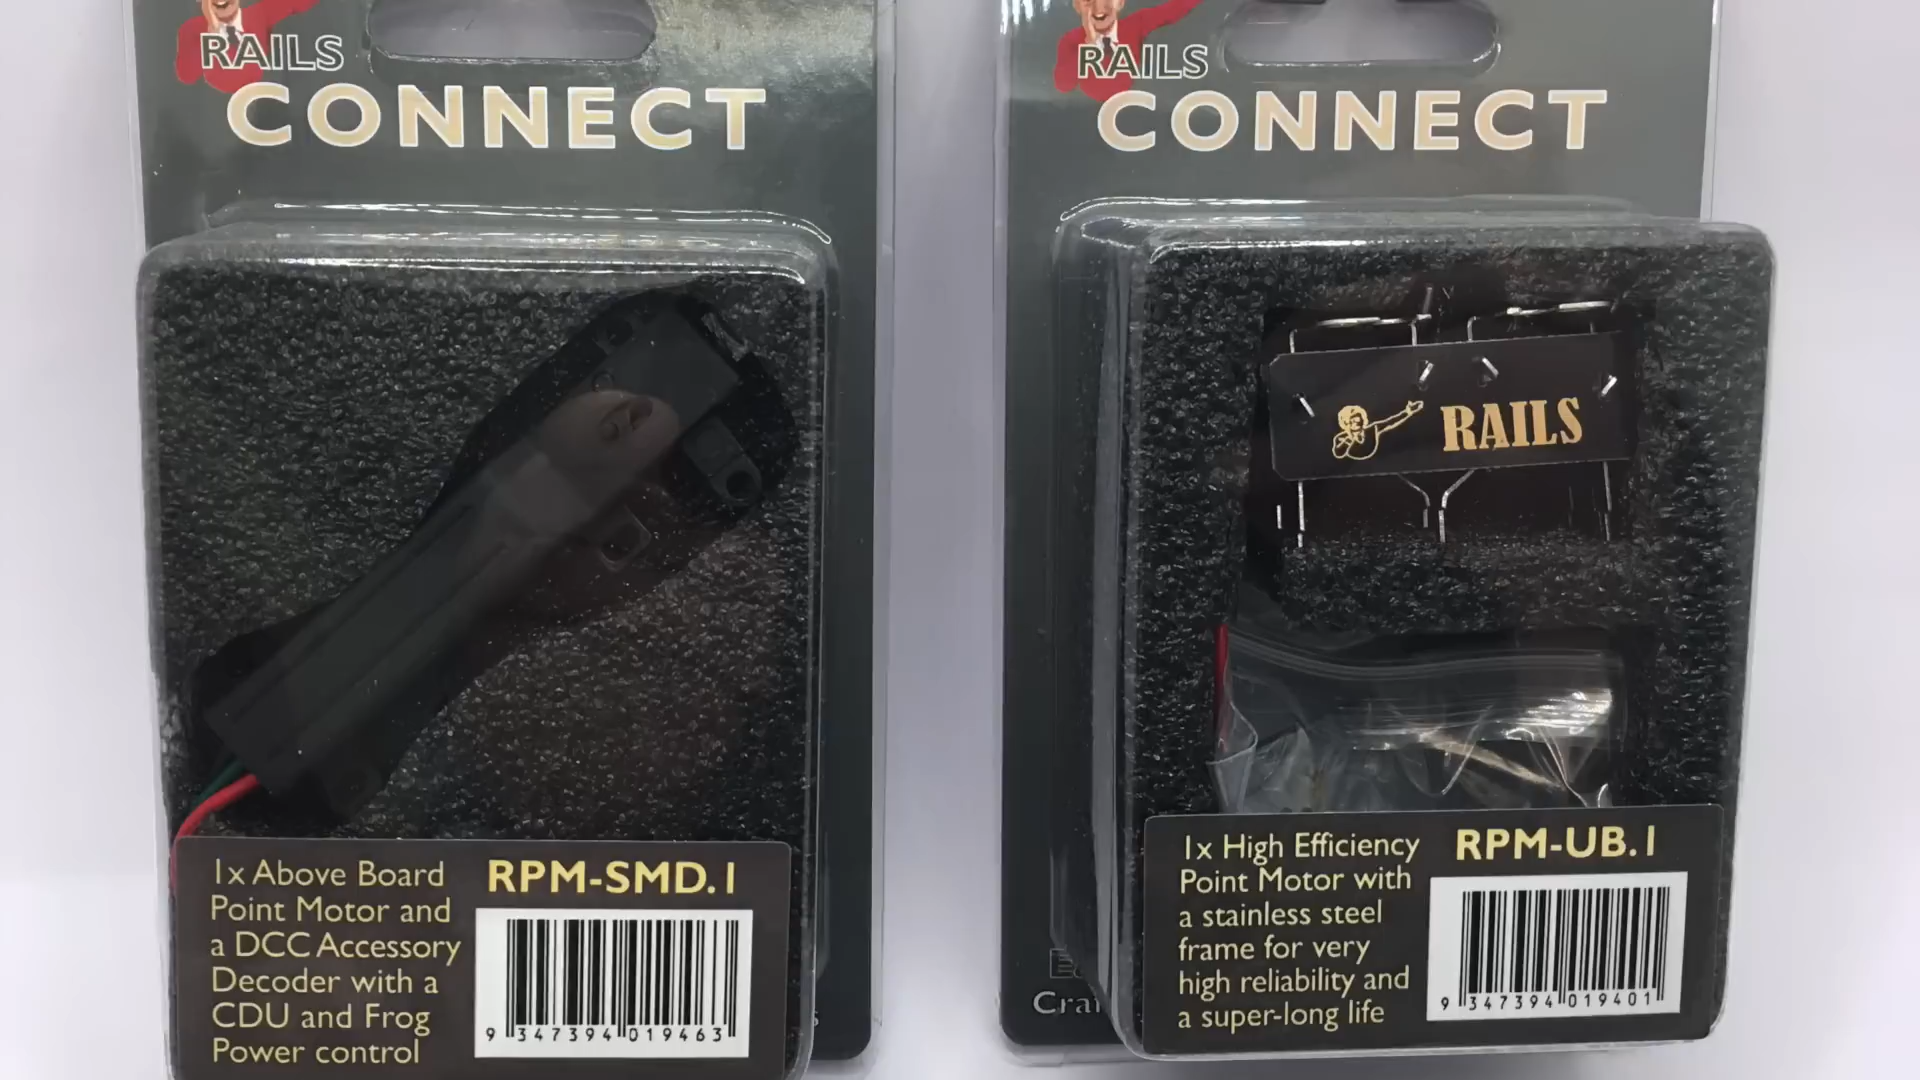 RAILS
CONNECT
1x Above Board
Point Motor and
a DCC Accessory
Decoder with a
CDU and Frog
Power control
RPM-SMD.1
9 347394 019463
RAILS
CONNECT
RAILS
1x High Efficiency
Point Motor with
a stainless steel
frame for very
high reliability and
a super-long life
RPM-UB.1
9 347394 019401